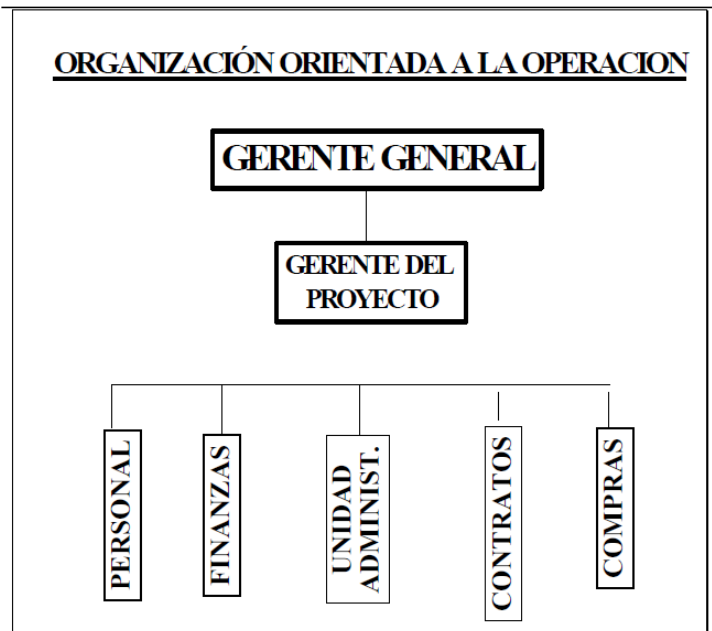 ORGANIZACIÓN ORIENTADA A LA OPERACION
GERENTE GENERAL
GERENTE DEL
PROYECTO
PERSONAL
FINANZAS
UNIDAD
ADMINIST.
CONTRATOS
COMPRAS